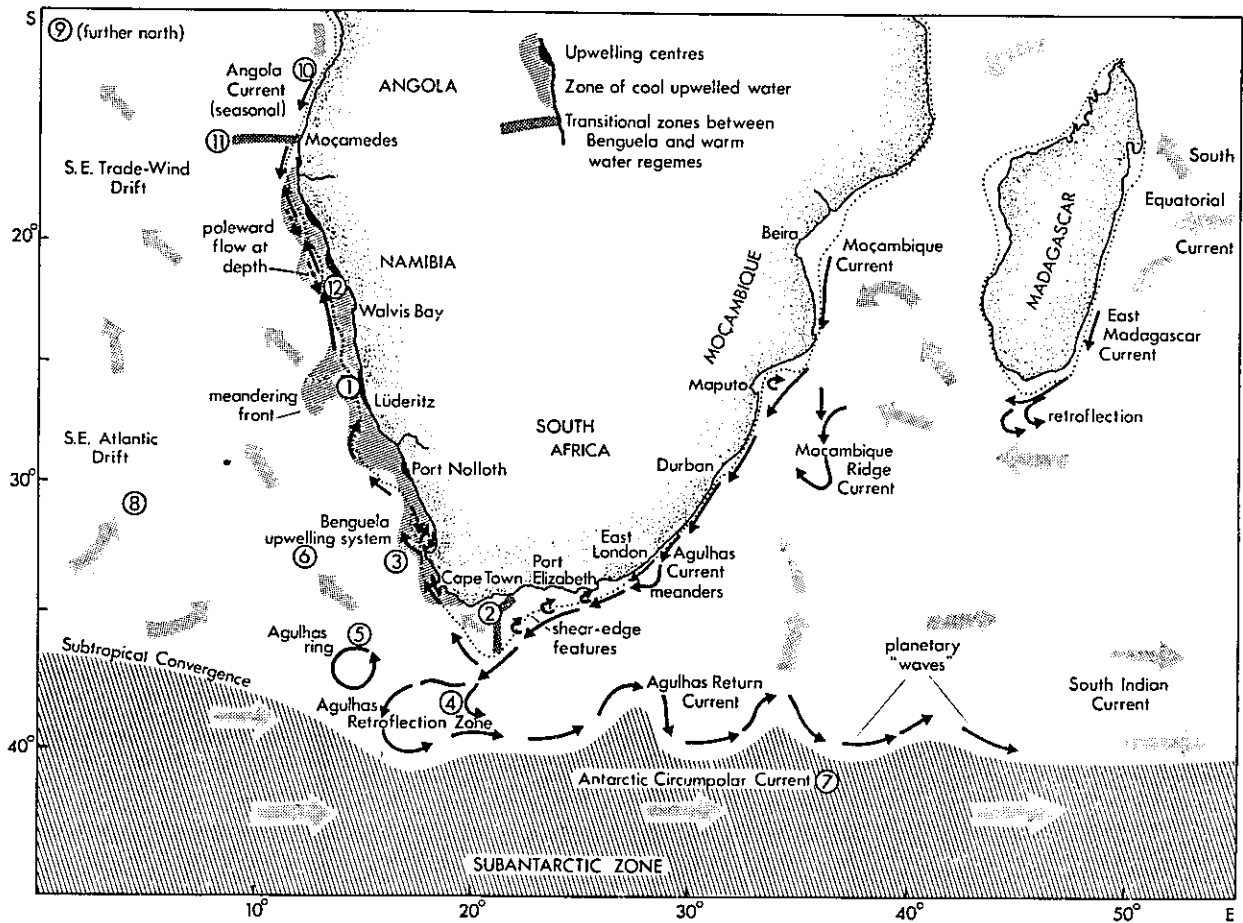 S
⑨ (further north)
Angola
Current
(seasonal)
⑩
ANGOLA
Upwelling centres
Zone of cool upwelled water
Transitional zones between
Benguela and warm
water regemes
⑪
Moçamedes
S.E. Trade-Wind
Drift
20°
poleward
flow at
depth
NAMIBIA
⑫
Walvis Bay
Beira
MOÇAMBIQUE
Moçambique
Current
MADAGASCAR
South
Equatorial
Current
East
Madagascar
Current
retroflection
meandering
front
①
Lüderitz
Maputo
S.E. Atlantic
Drift
⑧
SOUTH
AFRICA
Port Nolloth
Durban
Moçambique
Ridge
Current
30°
Benguela
upwelling system
⑥
③
Cape Town
②
Port
Elizabeth
East
London
Agulhas
Current
meanders
shear-edge
features
Agulhas
ring
⑤
Subtropical Convergence
Agulhas
Retroflection Zone
④
Agulhas Return
Current
planetary
"waves"
South Indian
Current
40°
Antarctic Circumpolar Current ⑦
SUBANTARCTIC ZONE
10°
20°
30°
40°
50°
E